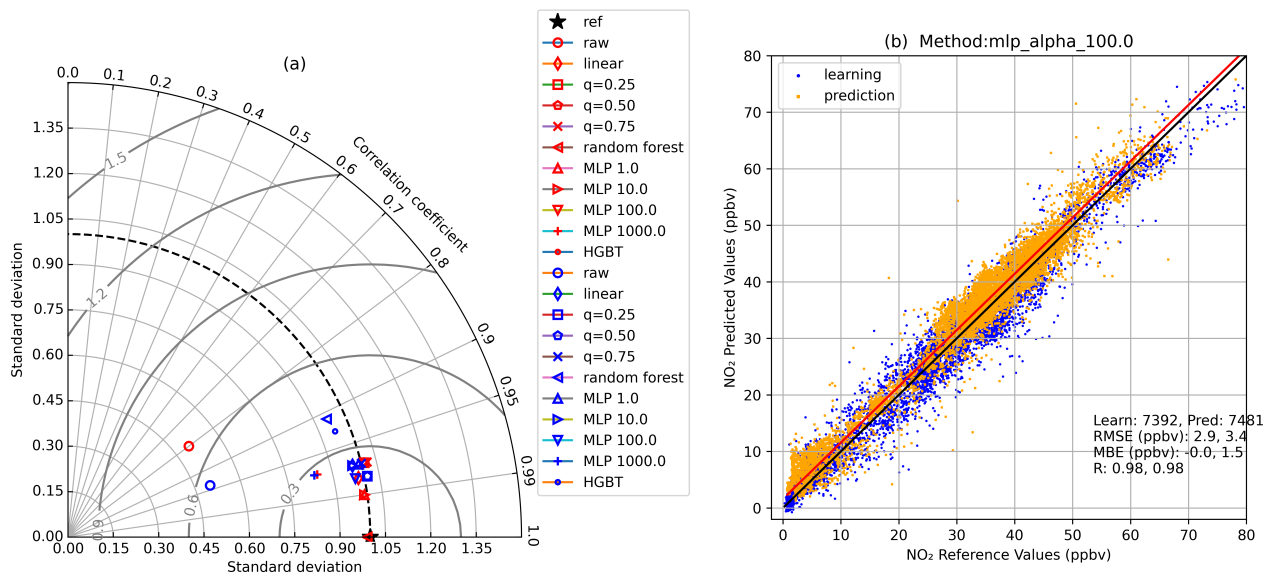 (a)
0.0 0.1 0.2 0.3 0.4 0.5 0.6 0.7 0.8 0.9 0.95 0.99 1.0
Correlation coefficient
1.35
1.20
1.05
0.90
0.75
0.60
0.45
0.30
0.15
0.00
Standard deviation
1.5
1.2
0.9
0.6
0.3
0.00 0.15 0.30 0.45 0.60 0.75 0.90 1.05 1.20 1.35
Standard deviation
ref
raw
linear
q=0.25
q=0.50
q=0.75
random forest
MLP 1.0
MLP 10.0
MLP 100.0
MLP 1000.0
HGBT
raw
linear
q=0.25
q=0.50
q=0.75
random forest
MLP 1.0
MLP 10.0
MLP 100.0
MLP 1000.0
HGBT
(b) Method:mlp_alpha_100.0
learning
prediction
80
70
60
50
40
30
20
10
0
NO₂ Predicted Values (ppbv)
Learn: 7392, Pred: 7481
RMSE (ppbv): 2.9, 3.4
MBE (ppbv): -0.0, 1.5
R: 0.98, 0.98
0 10 20 30 40 50 60 70 80
NO₂ Reference Values (ppbv)